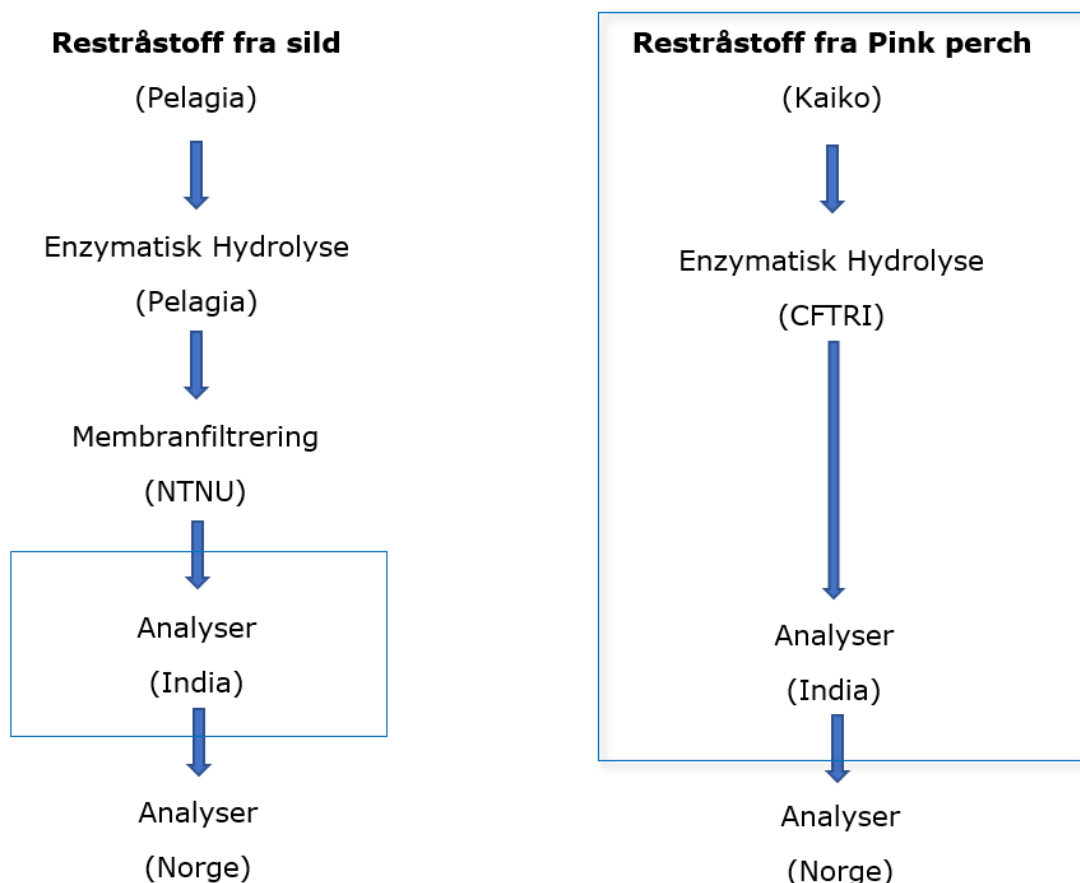 Restråstoff fra sild
(Pelagia)
Enzymatisk Hydrolyse
(Pelagia)
Membranfiltrering
(NTNU)
Analyser
(India)
Analyser
(Norge)
Restråstoff fra Pink perch
(Kaiko)
Enzymatisk Hydrolyse
(CFTRI)
Analyser
(India)
Analyser
(Norge)